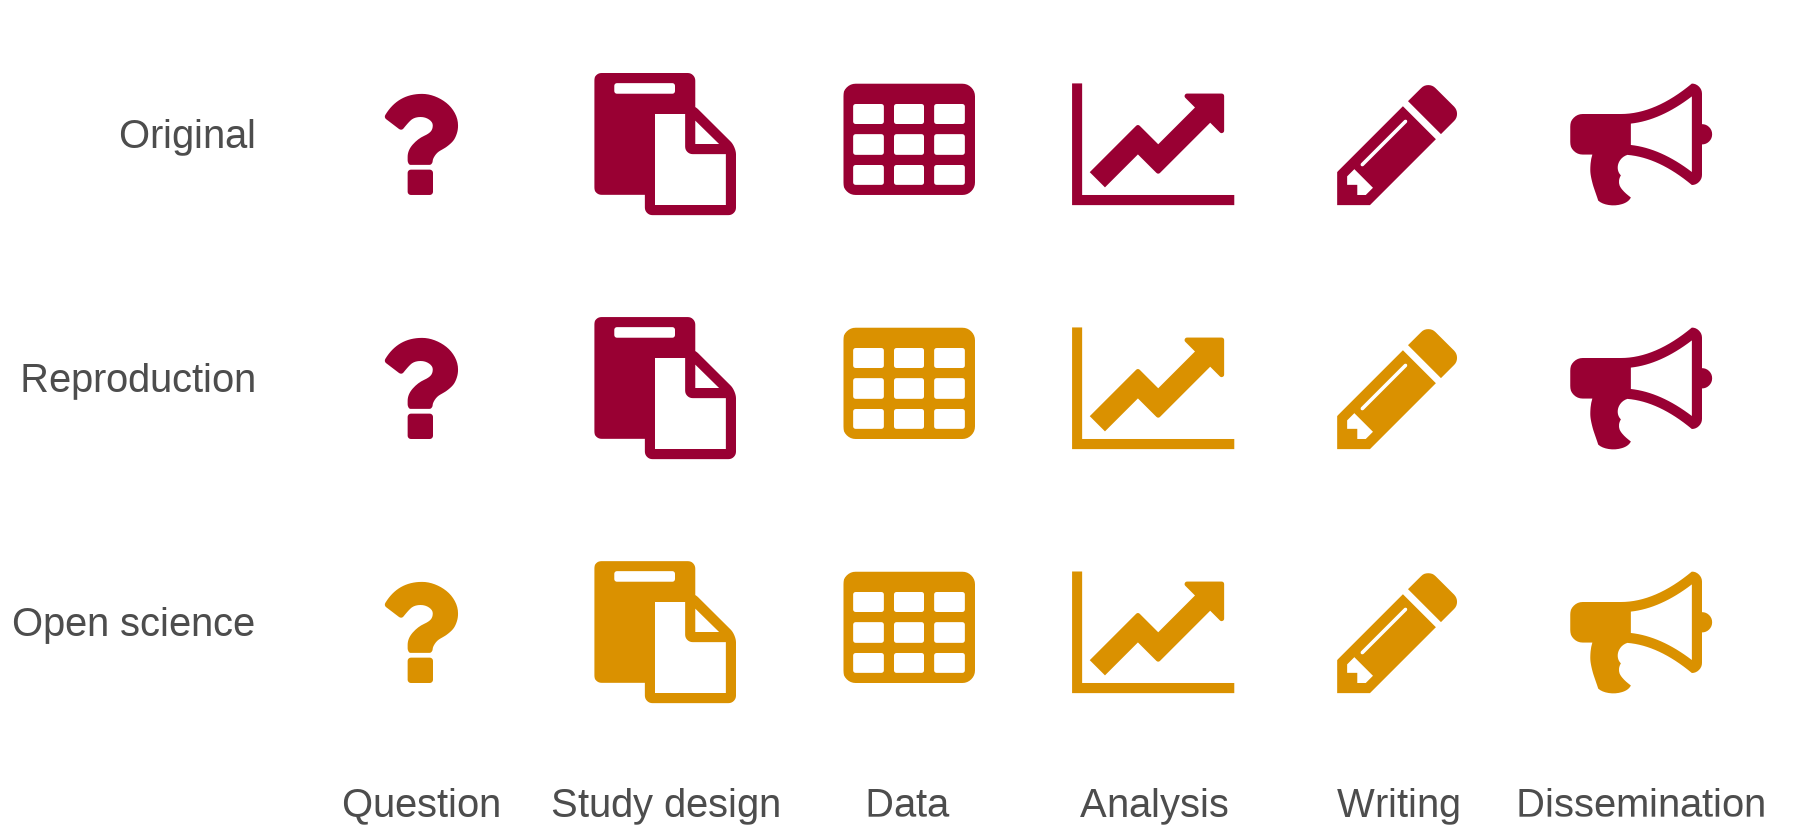 Original
Reproduction
Open science
Question Study design Data Analysis Writing Dissemination